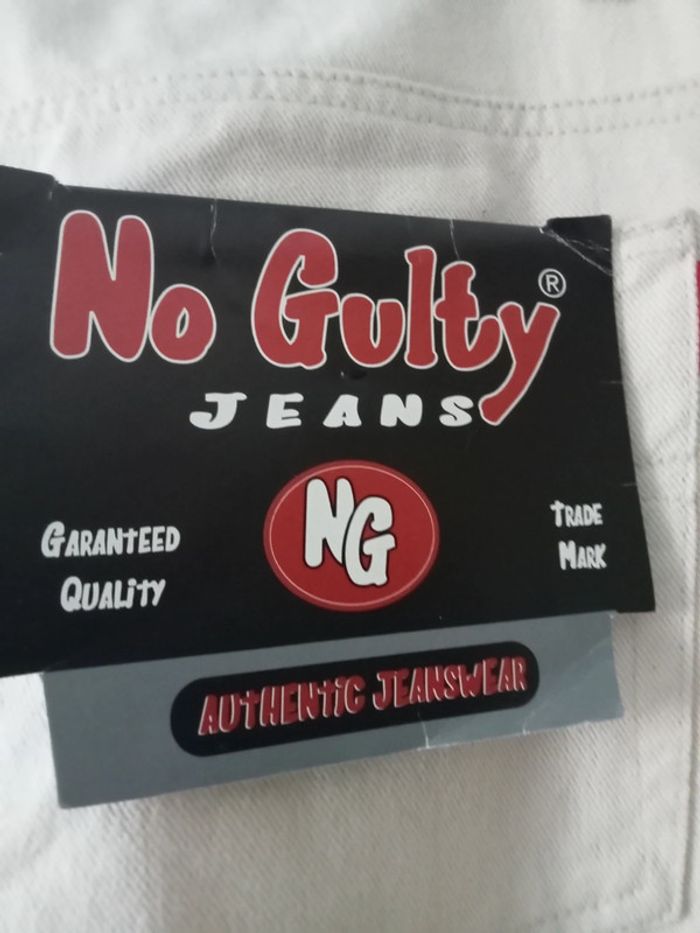 No Gulty ®
JEANS
NG
GARANTEED
QUALiTY
TRADE
MARK
AUTHENTiC JEANSWEAR